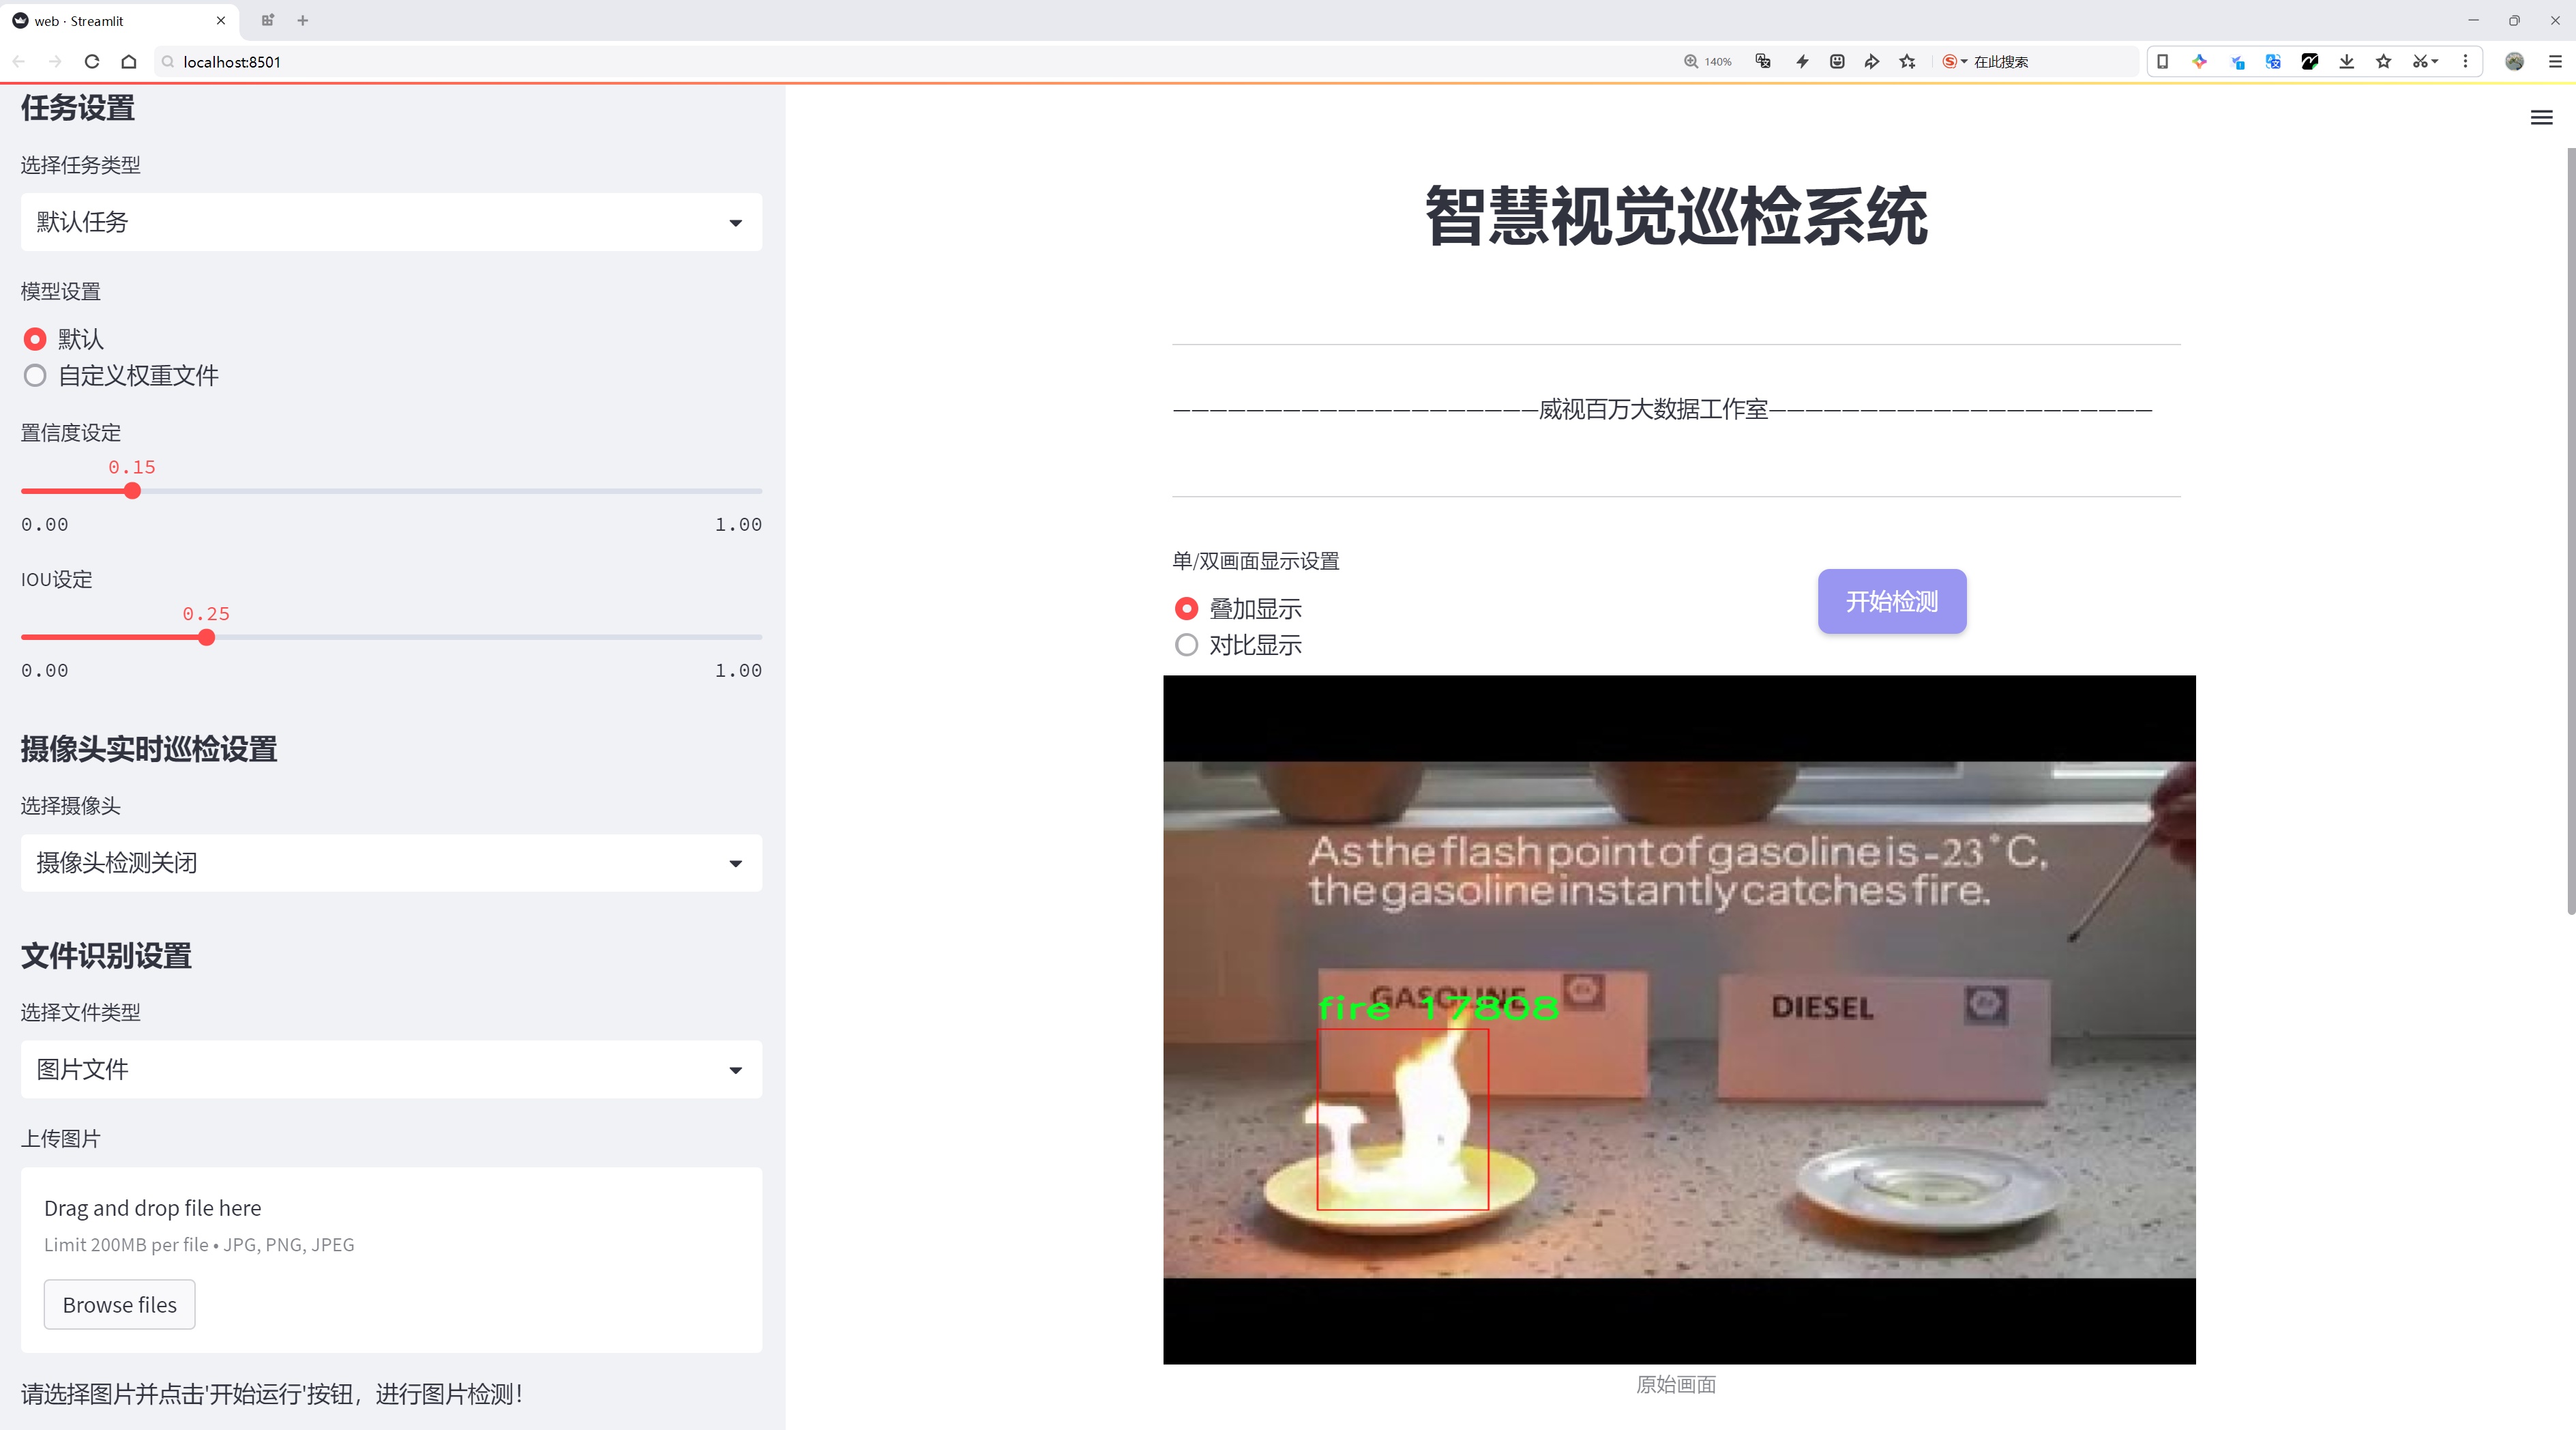 web · Streamlit
localhost:8501
140%
在此搜索
任务设置
选择任务类型
默认任务
模型设置
默认
自定义权重文件
置信度设定
0.15
0.00 1.00
IOU设定
0.25
0.00 1.00
摄像头实时巡检设置
选择摄像头
摄像头检测关闭
文件识别设置
选择文件类型
图片文件
上传图片
Drag and drop file here
Limit 200MB per file • JPG, PNG, JPEG
Browse files
请选择图片并点击'开始运行'按钮，进行图片检测！
智慧视觉巡检系统
————————————————————威视百万大数据工作室—————————————————————
单/双画面显示设置
叠加显示
对比显示
开始检测
As the flash point of gasoline is -23°C,
the gasoline instantly catches fire.
GASOLINE
fire 17808
DIESEL
原始画面